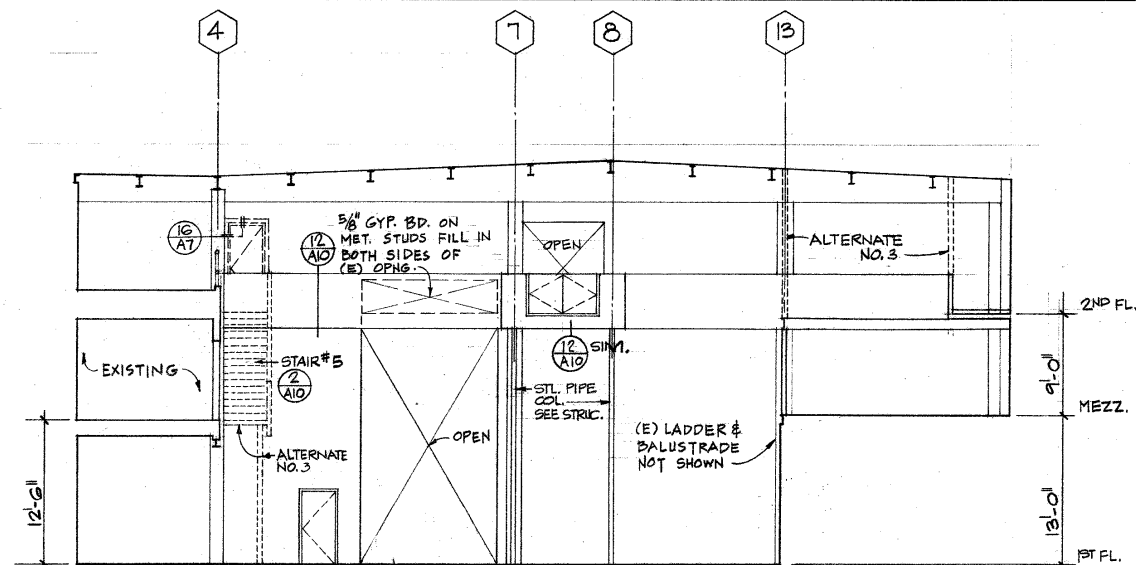 4
7
8
13
16
A7
12
A10
5/8" GYP. BD. ON
MET. STUDS FILL IN
BOTH SIDES OF
(E) OPNG.
OPEN
ALTERNATE
NO. 3
2ND FL.
12
A10
SIM.
EXISTING
STAIR #5
2
A10
STL. PIPE
COL.
SEE STRUC.
9'-0"
MEZZ.
OPEN
(E) LADDER &
BALUSTRADE
NOT SHOWN
ALTERNATE
NO. 3
12'-6"
13'-0"
1ST FL.